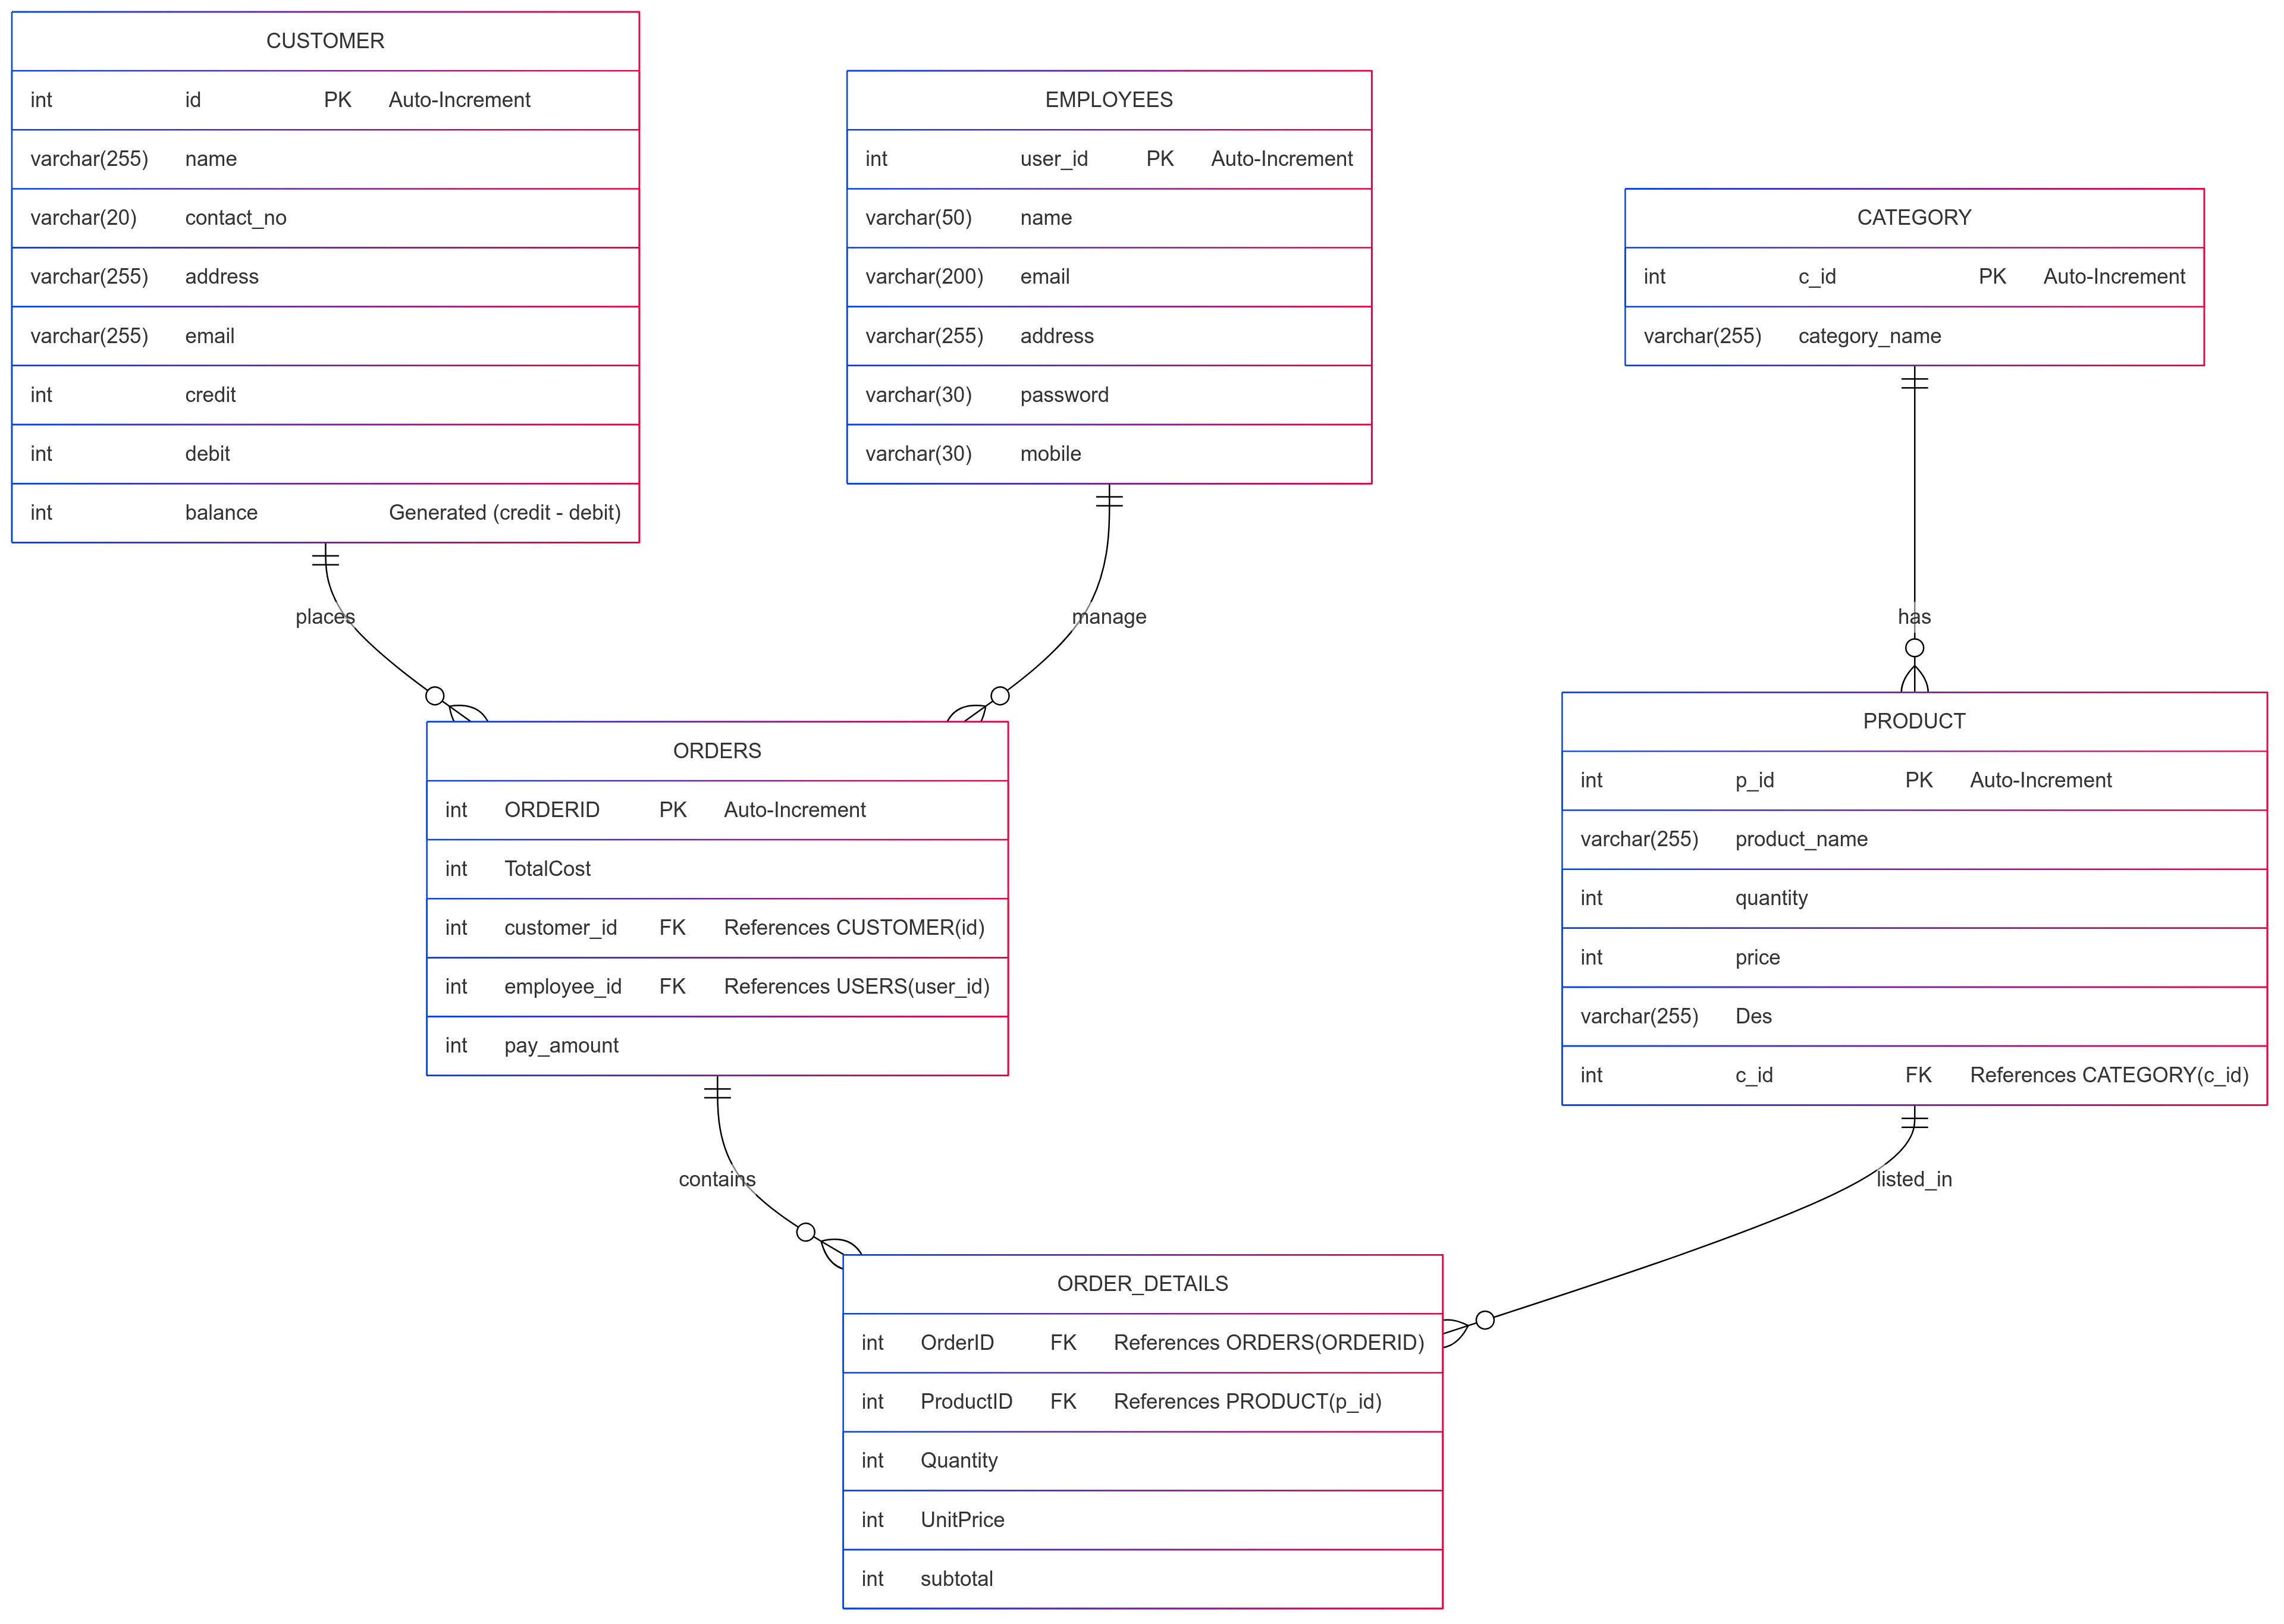 CUSTOMER
int id PK Auto-Increment
varchar(255) name
varchar(20) contact_no
varchar(255) address
varchar(255) email
int credit
int debit
int balance Generated (credit - debit)
EMPLOYEES
int user_id PK Auto-Increment
varchar(50) name
varchar(200) email
varchar(255) address
varchar(30) password
varchar(30) mobile
CATEGORY
int c_id PK Auto-Increment
varchar(255) category_name
places
manage
has
ORDERS
int ORDERID PK Auto-Increment
int TotalCost
int customer_id FK References CUSTOMER(id)
int employee_id FK References USERS(user_id)
int pay_amount
PRODUCT
int p_id PK Auto-Increment
varchar(255) product_name
int quantity
int price
varchar(255) Des
int c_id FK References CATEGORY(c_id)
contains
listed_in
ORDER_DETAILS
int OrderID FK References ORDERS(ORDERID)
int ProductID FK References PRODUCT(p_id)
int Quantity
int UnitPrice
int subtotal